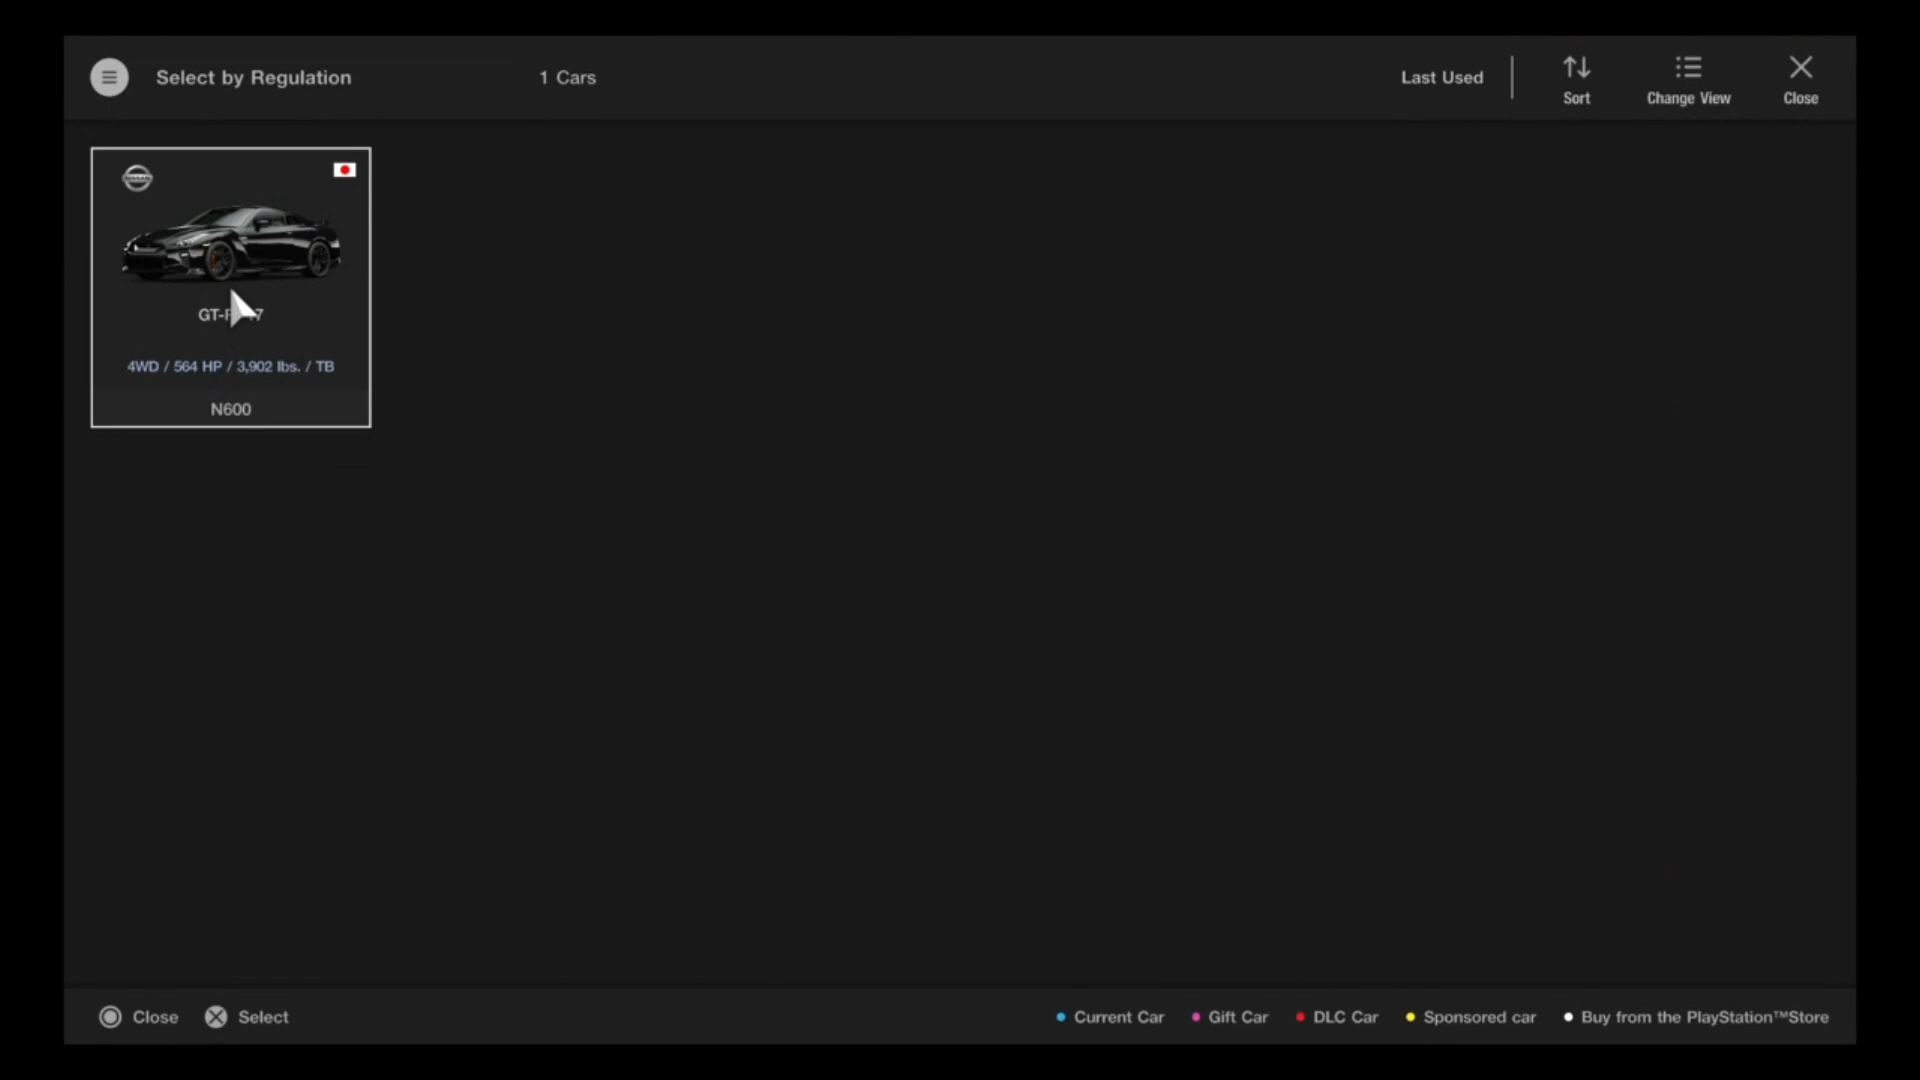 Select by Regulation
1 Cars
Last Used
Sort
Change View
Close
4WD / 564 HP / 3,902 lbs. / TB
N600
Close
Select
Current Car
Gift Car
DLC Car
Sponsored car
Buy from the PlayStation™Store